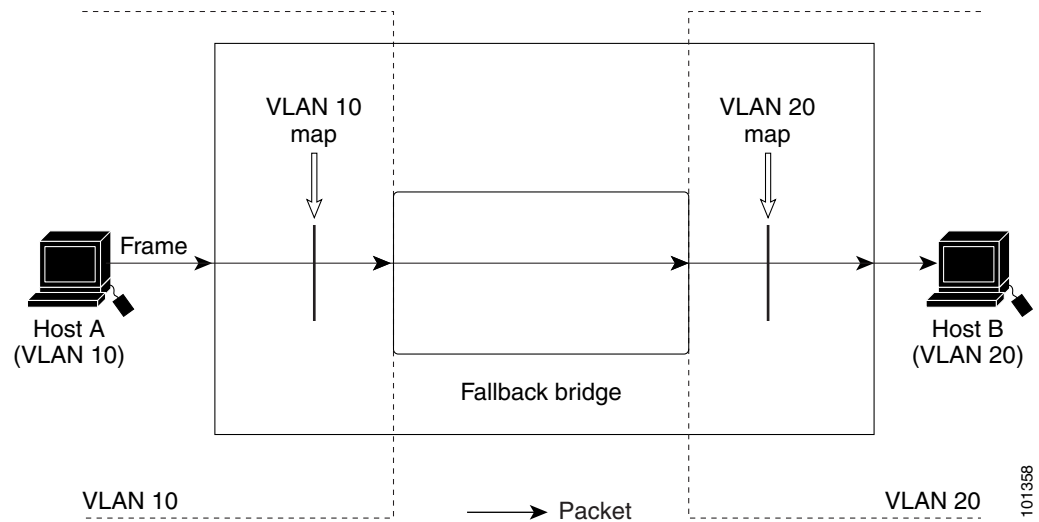 VLAN 10
map
VLAN 20
map
Frame
Host A
(VLAN 10)
Host B
(VLAN 20)
Fallback bridge
VLAN 10
Packet
VLAN 20
101358